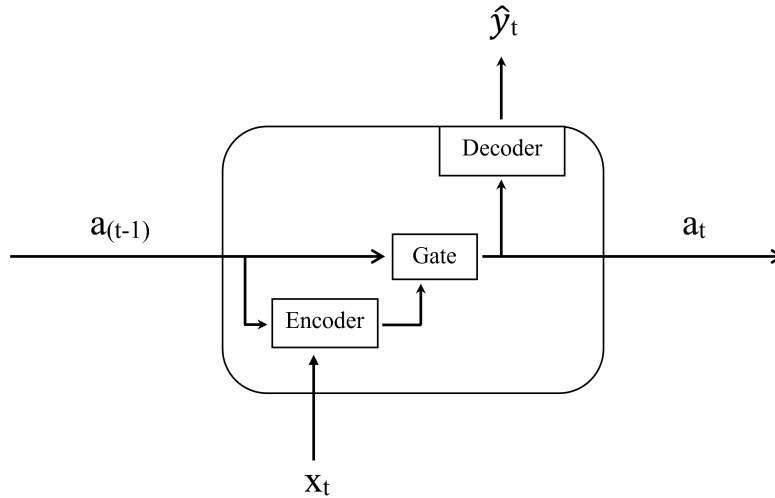 ŷt
Decoder
a(t-1)
at
Gate
Encoder
xt